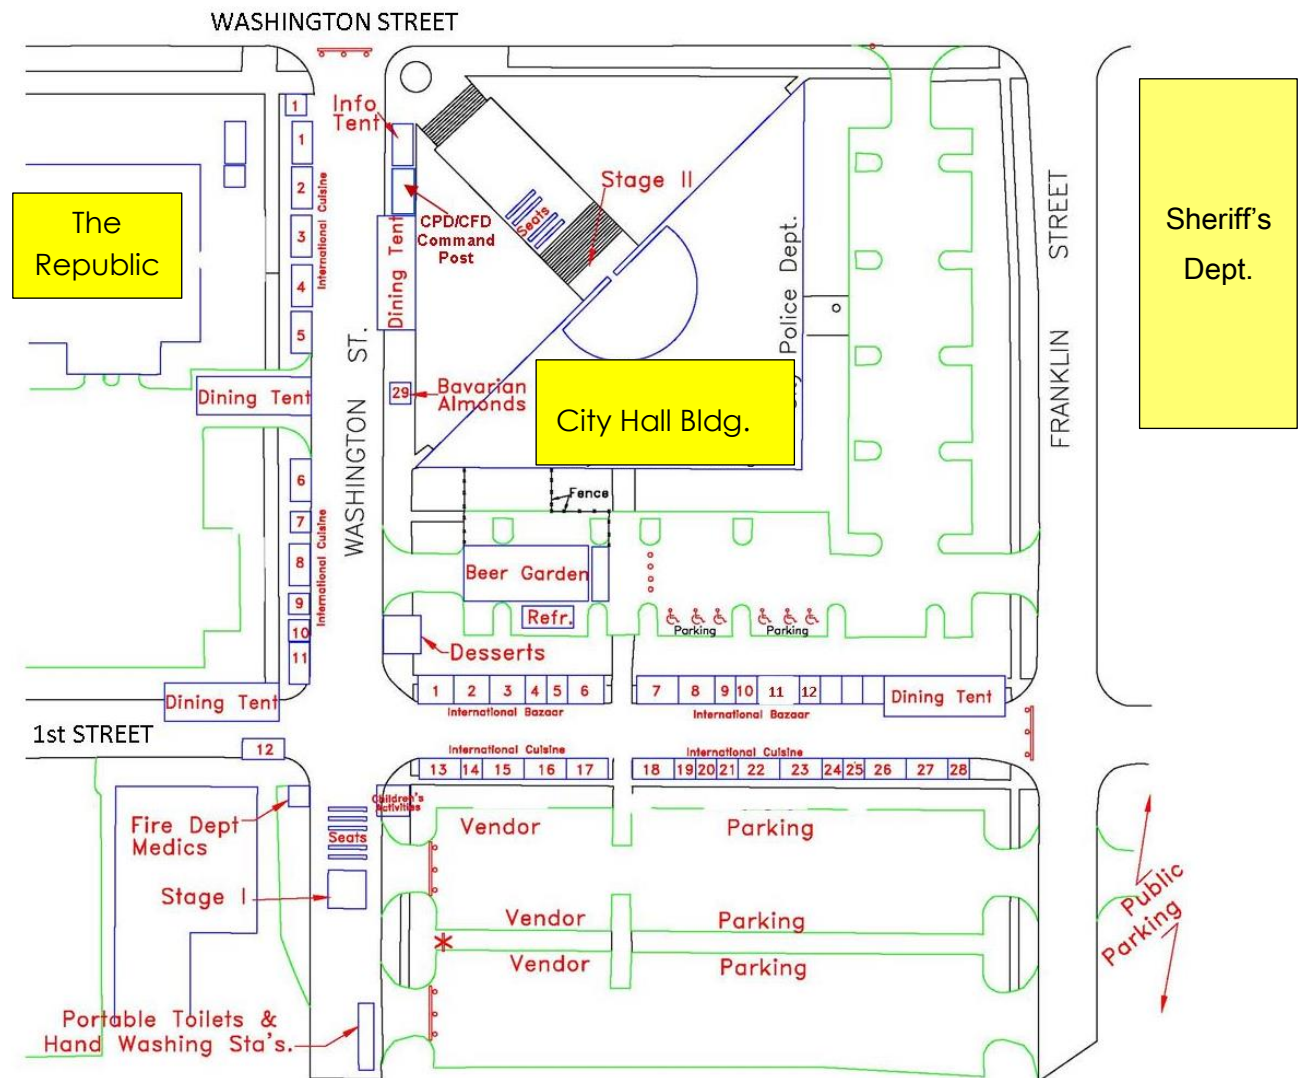 WASHINGTON STREET
Info
Tent
1
1
2
3
4
5
International Cuisine
The
Republic
CPD/CFD
Command
Post
Dining Tent
Seats
Stage II
Police Dept.
FRANKLIN STREET
Sheriff's
Dept.
Dining Tent
29
Bavarian
Almonds
City Hall Bldg.
WASHINGTON ST.
6
7
8
9
10
11
International Cuisine
Fence
Beer Garden
Refr.
Parking
Parking
Desserts
Dining Tent
1 2 3 4 5 6
International Bazaar
7 8 9 10 11 12
International Bazaar
Dining Tent
1st STREET
12
International Cuisine
13 14 15 16 17
International Cuisine
18 19 20 21 22 23 24 25 26 27 28
Children's
Activities
Fire Dept
Medics
Seats
Stage I
Vendor Parking
Vendor Parking
Vendor Parking
Public
Parking
Portable Toilets &
Hand Washing Sta's.